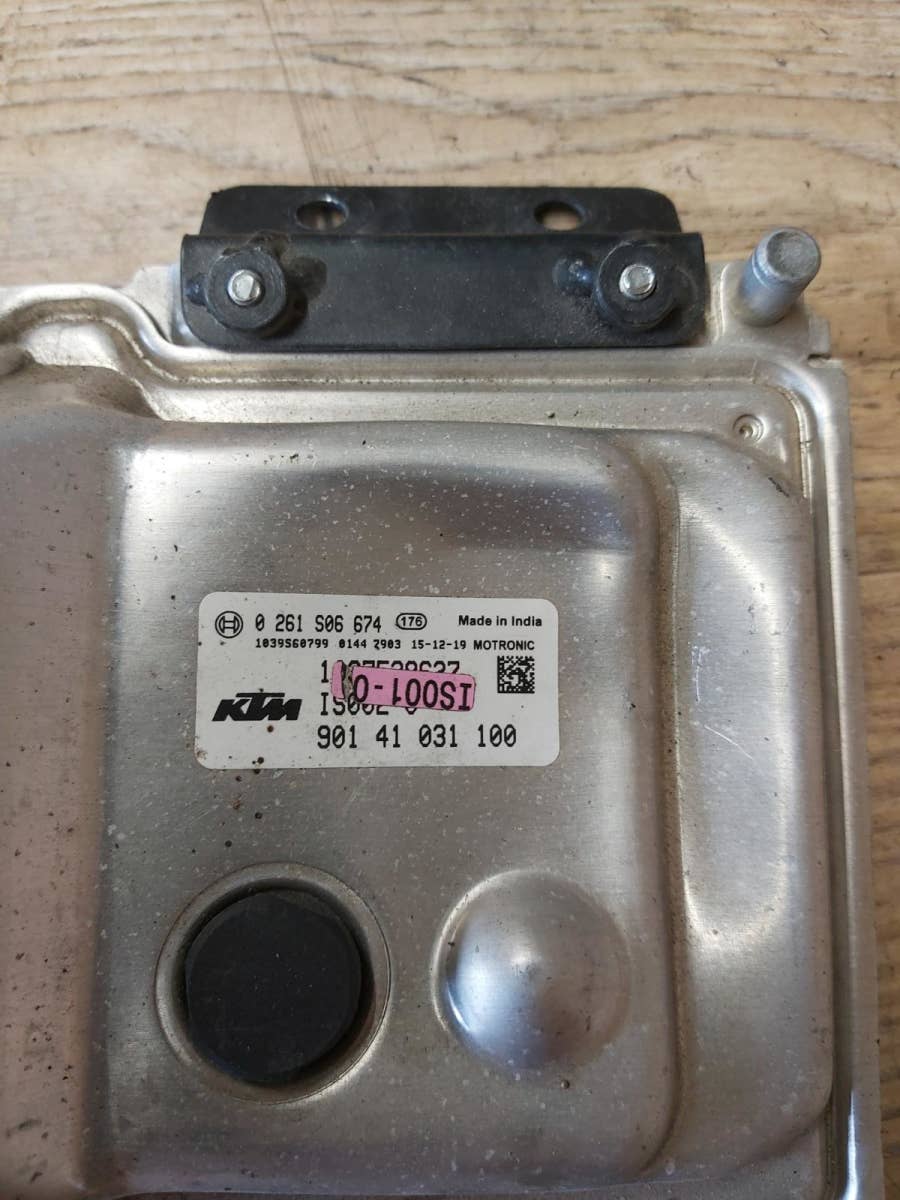 0 261 S06 674 176 Made in India
1039S60799 0144 Z903 15-12-19 MOTRONIC
IS001-0
KTM
901 41 031 100